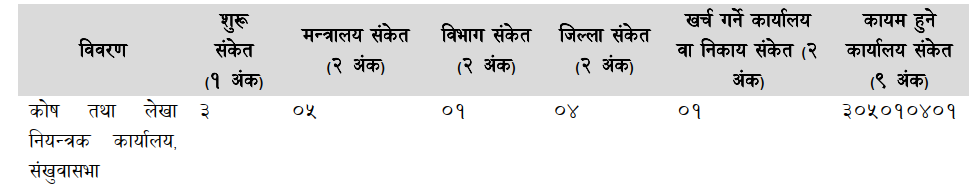 विवरण	शुरू संकेत (१ अंक)	मन्त्रालय संकेत (२ अंक)	विभाग संकेत (२ अंक)	जिल्ला संकेत (२ अंक)	खर्च गर्ने कार्यालय वा निकाय संकेत (२ अंक)	कायम हुने कार्यालय संकेत (९ अंक)
कोष तथा लेखा	३	०५	०१	०४	०१	३०५०१०४०१
नियन्त्रक कार्यालय,
संखुवासभा